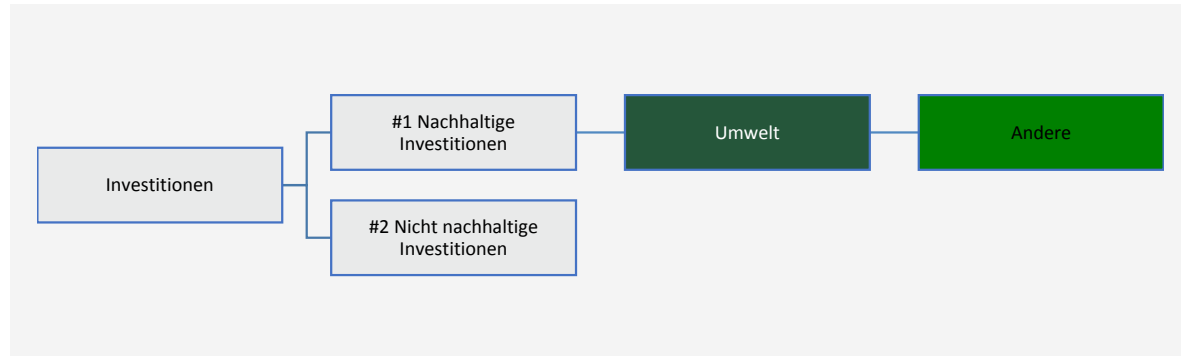 Investitionen
#1 Nachhaltige
Investitionen
#2 Nicht nachhaltige
Investitionen
Umwelt
Andere